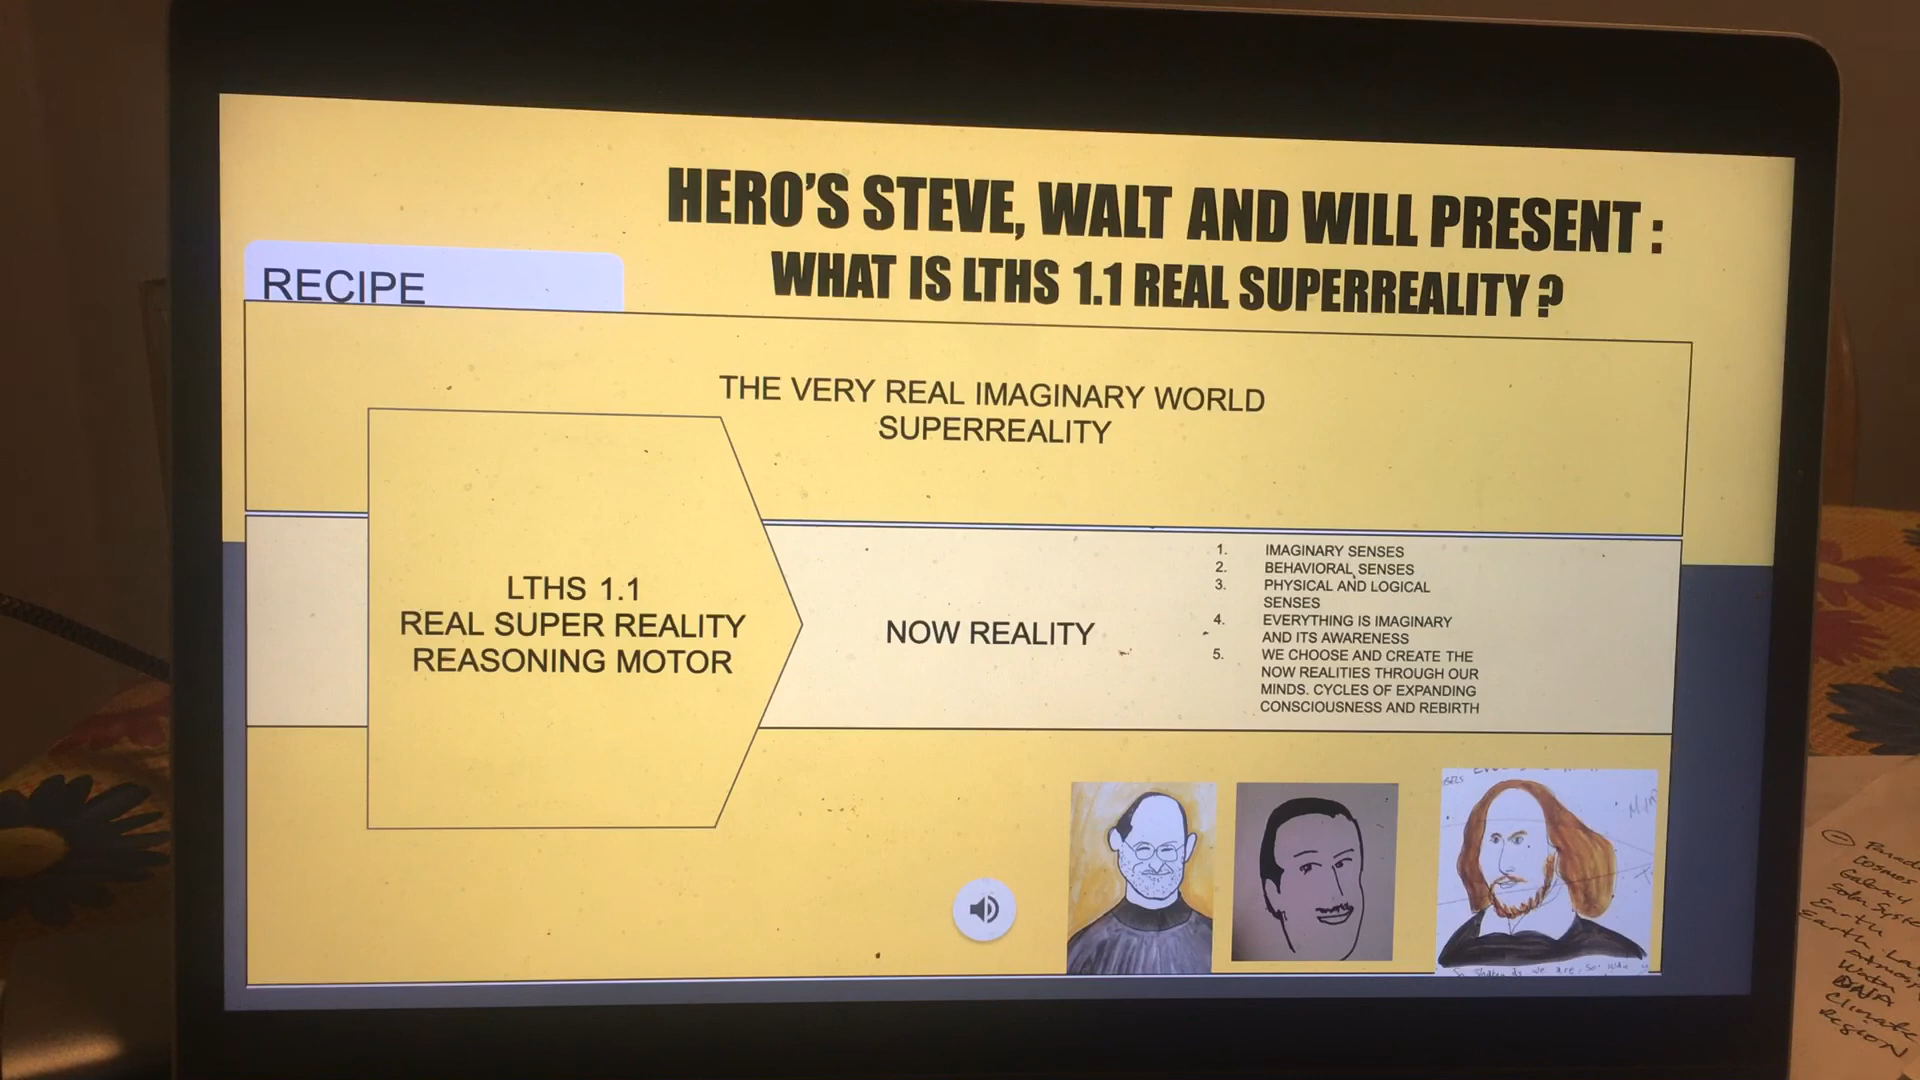 HERO'S STEVE, WALT AND WILL PRESENT :
WHAT IS LTHS 1.1 REAL SUPERREALITY ?
RECIPE
THE VERY REAL IMAGINARY WORLD
SUPERREALITY
LTHS 1.1
REAL SUPER REALITY
REASONING MOTOR
NOW REALITY
1. IMAGINARY SENSES
2. BEHAVIORAL SENSES
3. PHYSICAL AND LOGICAL
SENSES
4. EVERYTHING IS IMAGINARY
AND ITS AWARENESS
5. WE CHOOSE AND CREATE THE
NOW REALITIES THROUGH OUR
MINDS. CYCLES OF EXPANDING
CONSCIOUSNESS AND REBIRTH
we are. So
cosmos
Galaxy
Solar
Earth
Earth
Water
DNA
Climate
Region